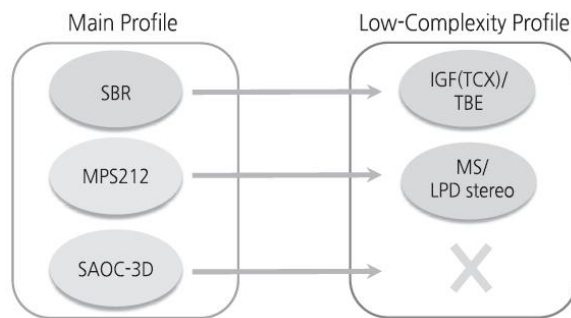 Main Profile
Low-Complexity Profile
SBR
IGF(TCX)/
TBE
MPS212
MS/
LPD stereo
SAOC-3D